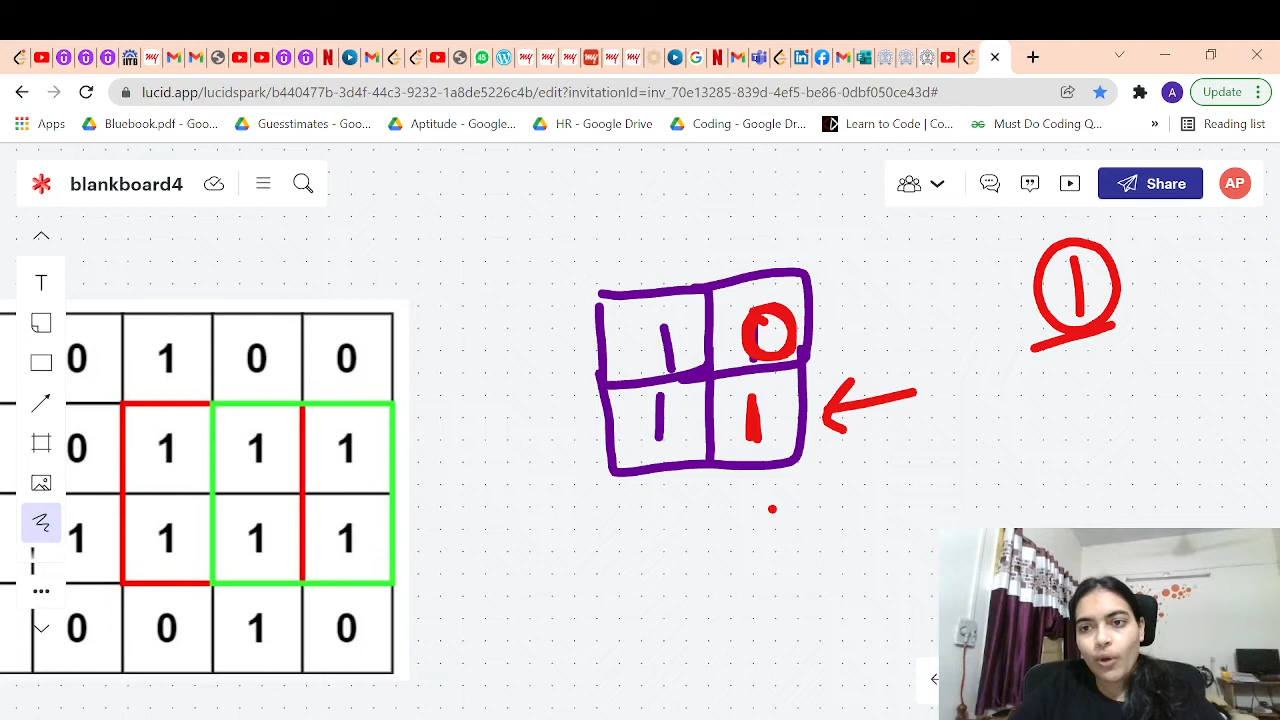 45
lucid.app/lucidspark/b440477b-3d4f-44c3-9232-1a8de5226c4b/edit?invitationId=inv_70e13285-839d-4ef5-be86-0dbf050ce43d#
A
Update
Apps
Bluebook.pdf - Goo...
Guesstimates - Goo...
Aptitude - Google...
HR - Google Drive
Coding - Google Dr...
Learn to Code | Co...
Must Do Coding Q...
»
Reading list
blankboard4
Share
AP
T
0 1 0 0
0 1 1 1
1 1 1 1
0 0 1 0
1 0
1 1
1